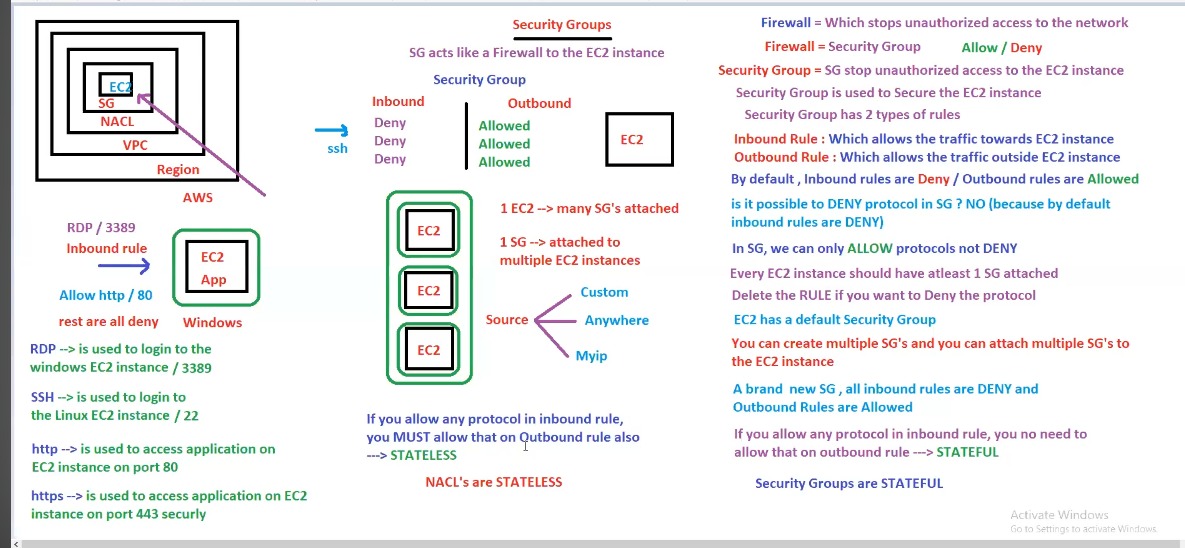 EC2
SG
NACL
VPC
Region
AWS
RDP / 3389
Inbound rule
Allow http / 80
rest are all deny
EC2
App
Windows
RDP --> is used to login to the
windows EC2 instance / 3389
SSH --> is used to login to
the Linux EC2 instance / 22
http --> is used to access application on
EC2 instance on port 80
https --> is used to access application on EC2
instance on port 443 securly
Security Groups
SG acts like a Firewall to the EC2 instance
Security Group
Inbound
Outbound
Deny
Allowed
Deny
Allowed
Deny
Allowed
ssh
EC2
EC2
EC2
EC2
1 EC2 --> many SG's attached
1 SG --> attached to
multiple EC2 instances
Source
Custom
Anywhere
Myip
If you allow any protocol in inbound rule,
you MUST allow that on Outbound rule also
---> STATELESS
NACL's are STATELESS
Firewall = Which stops unauthorized access to the network
Firewall = Security Group
Allow / Deny
Security Group = SG stop unauthorized access to the EC2 instance
Security Group is used to Secure the EC2 instance
Security Group has 2 types of rules
Inbound Rule : Which allows the traffic towards EC2 instance
Outbound Rule : Which allows the traffic outside EC2 instance
By default , Inbound rules are Deny / Outbound rules are Allowed
is it possible to DENY protocol in SG ? NO (because by default
inbound rules are DENY)
In SG, we can only ALLOW protocols not DENY
Every EC2 instance should have atleast 1 SG attached
Delete the RULE if you want to Deny the protocol
EC2 has a default Security Group
You can create multiple SG's and you can attach multiple SG's to
the EC2 instance
A brand new SG , all inbound rules are DENY and
Outbound Rules are Allowed
If you allow any protocol in inbound rule, you no need to
allow that on outbound rule ---> STATEFUL
Security Groups are STATEFUL
Activate Windows
Go to Settings to activate Windows.